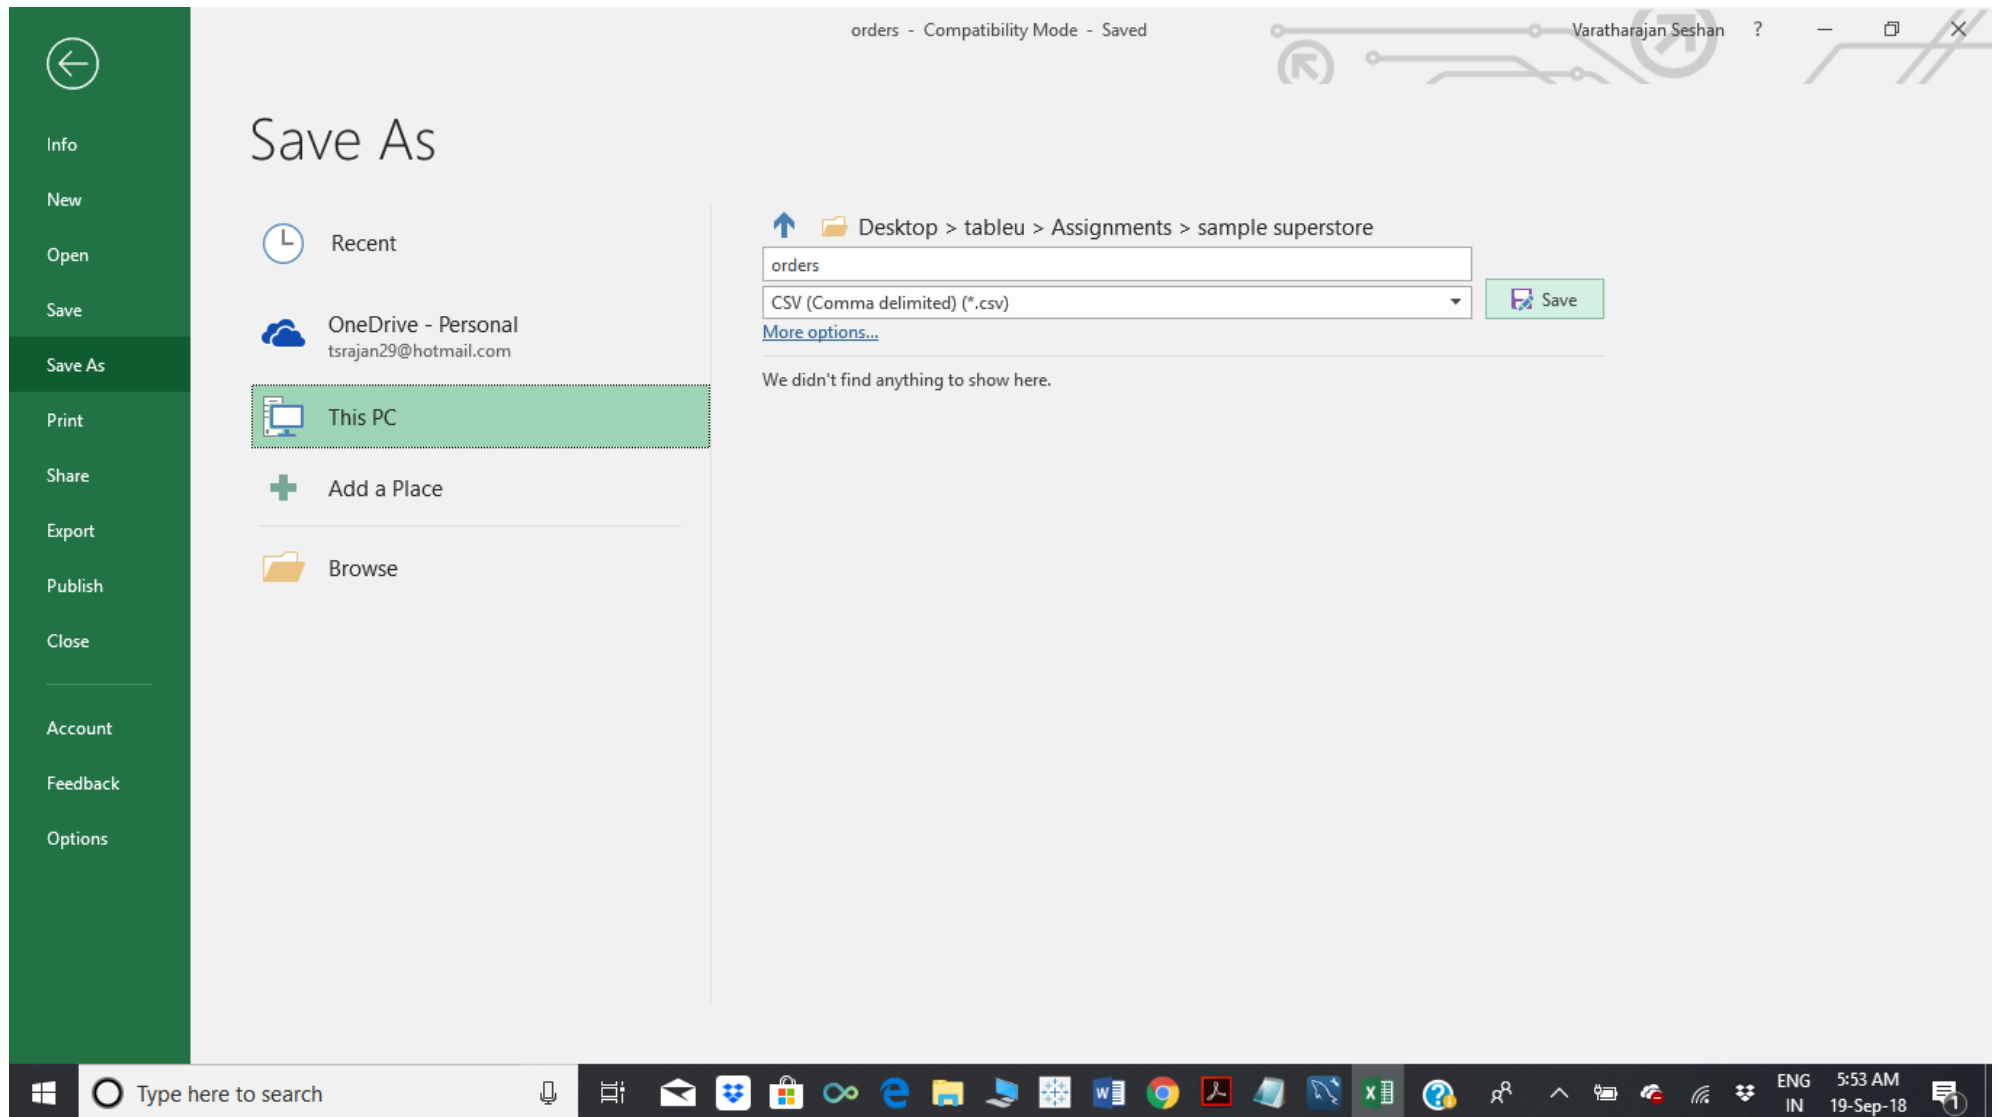 orders - Compatibility Mode - Saved
Varatharajan Seshan ?
Save As
Info
New
Open
Save
Save As
Print
Share
Export
Publish
Close
Account
Feedback
Options
Recent
OneDrive - Personal
tsrajan29@hotmail.com
This PC
Add a Place
Browse
Desktop > tableu > Assignments > sample superstore
orders
CSV (Comma delimited) (*.csv)
Save
More options...
We didn't find anything to show here.
Type here to search
ENG
IN
5:53 AM
19-Sep-18
1